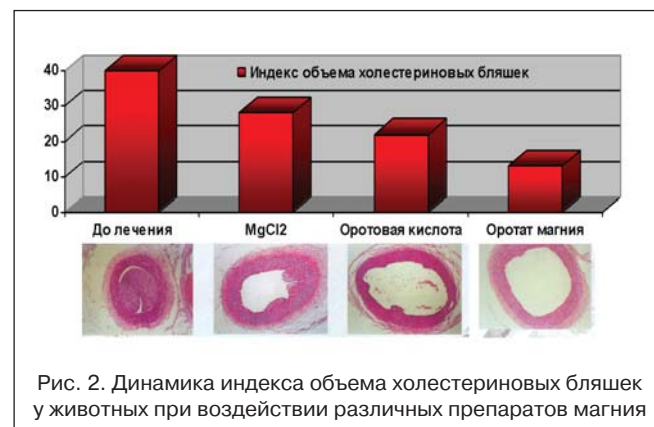 Индекс объема холестериновых бляшек
40
30
20
10
0
До лечения MgCl2 Оротовая кислота Оротат магния
Рис. 2. Динамика индекса объема холестериновых бляшек
у животных при воздействии различных препаратов магния